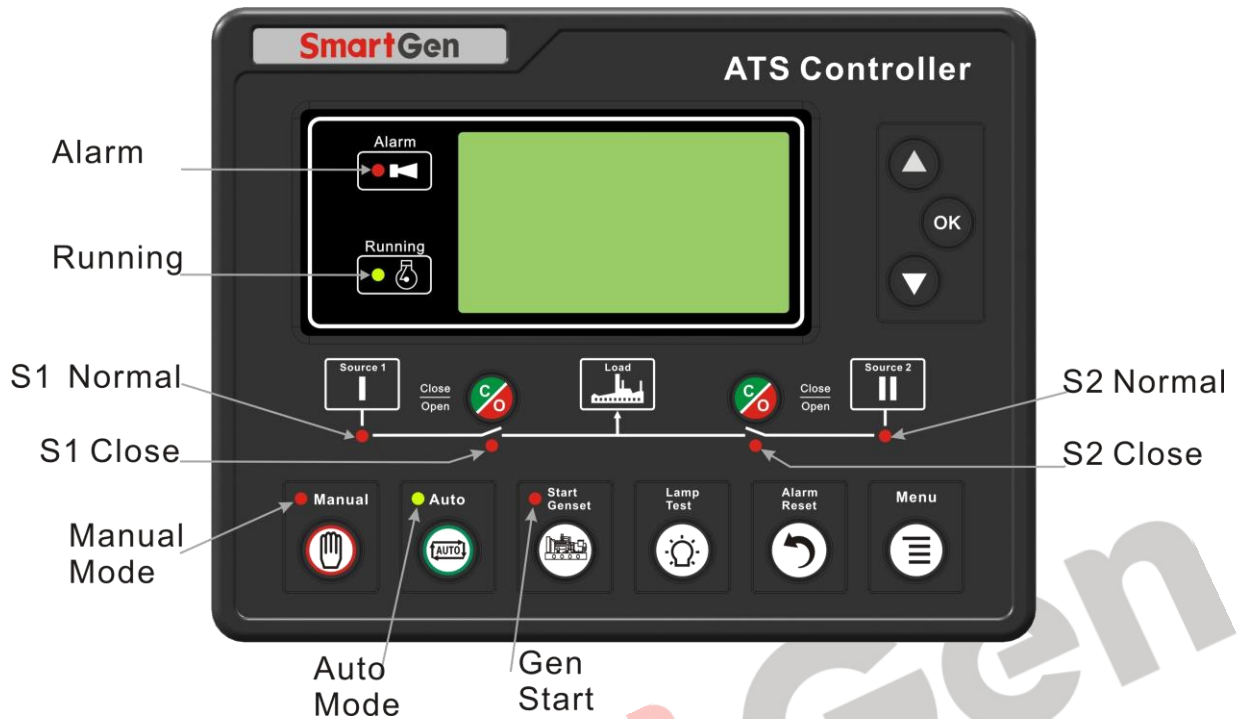 SmartGen
ATS Controller
Alarm
Alarm
Running
Running
OK
S1 Normal
Source 1
I
Close
Open
C
O
Load
C
O
Close
Open
Source 2
II
S2 Normal
S1 Close
S2 Close
Manual
Auto
Start
Genset
Lamp
Test
Alarm
Reset
Menu
AUTO
Manual
Mode
Auto
Mode
Gen
Start
Gen